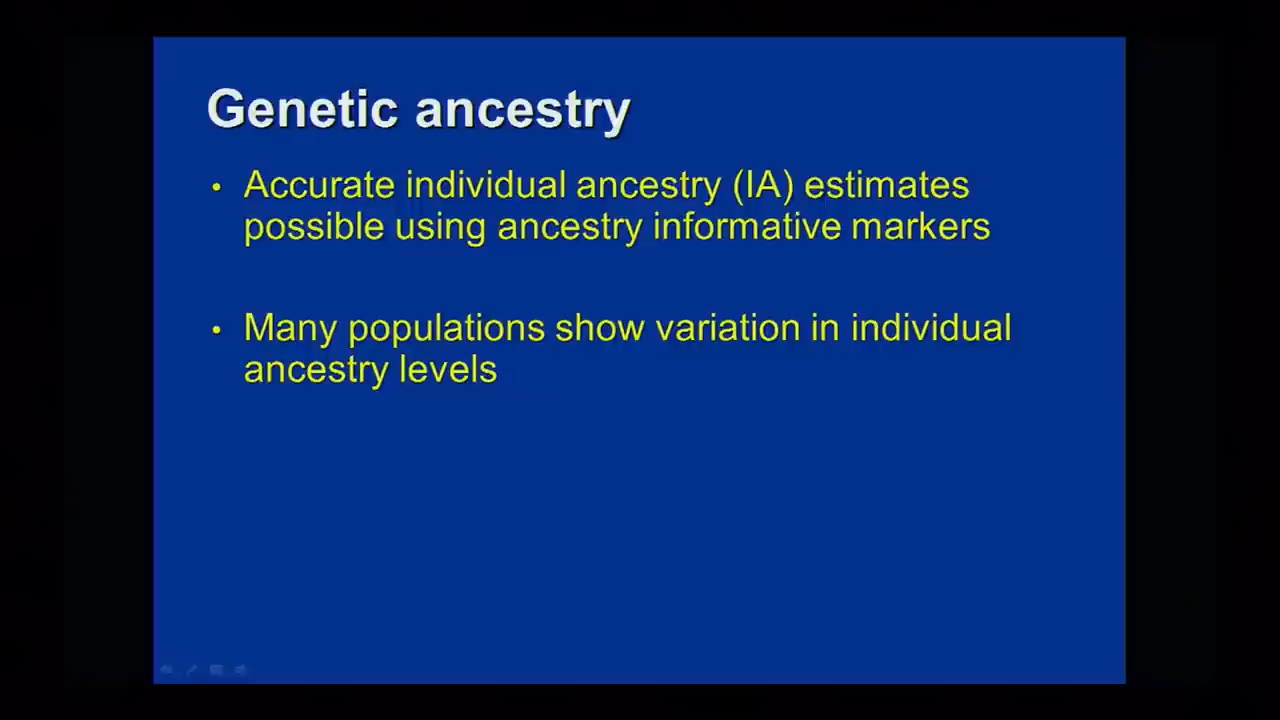 Genetic ancestry
• Accurate individual ancestry (IA) estimates
possible using ancestry informative markers
• Many populations show variation in individual
ancestry levels